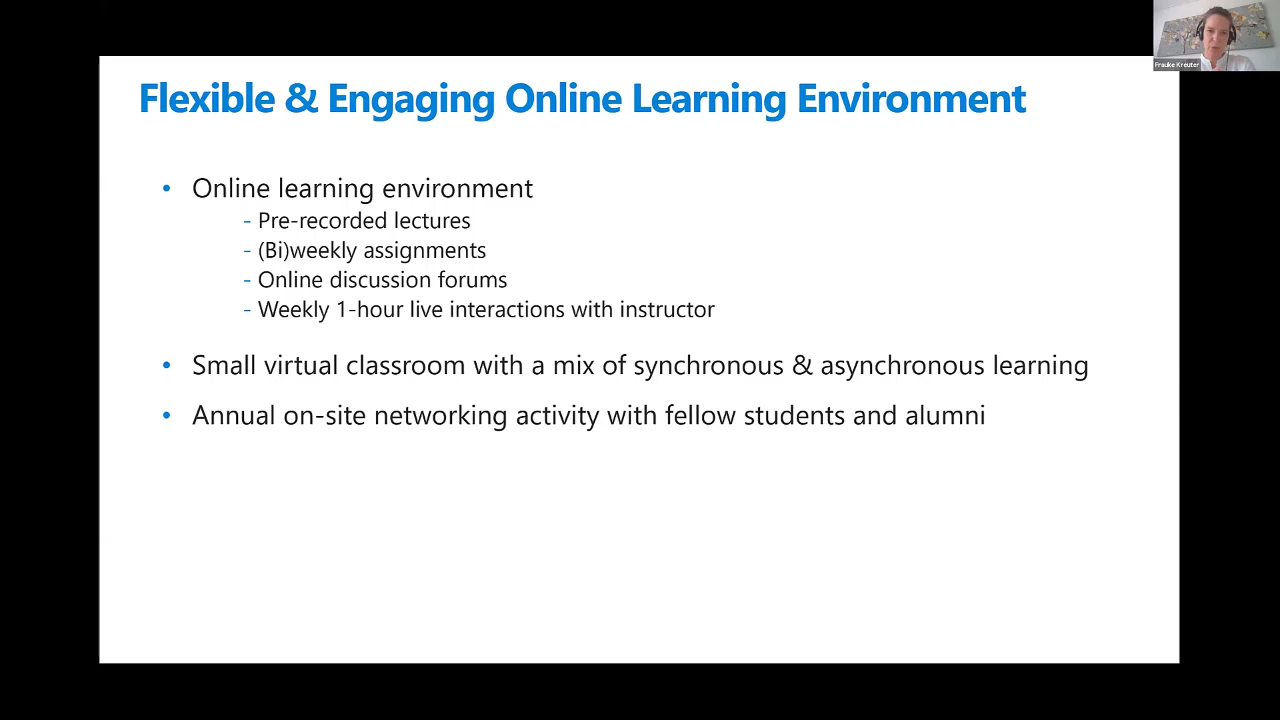 Flexible & Engaging Online Learning Environment
• Online learning environment
- Pre-recorded lectures
- (Bi)weekly assignments
- Online discussion forums
- Weekly 1-hour live interactions with instructor
• Small virtual classroom with a mix of synchronous & asynchronous learning
• Annual on-site networking activity with fellow students and alumni
Frauke Kreuter